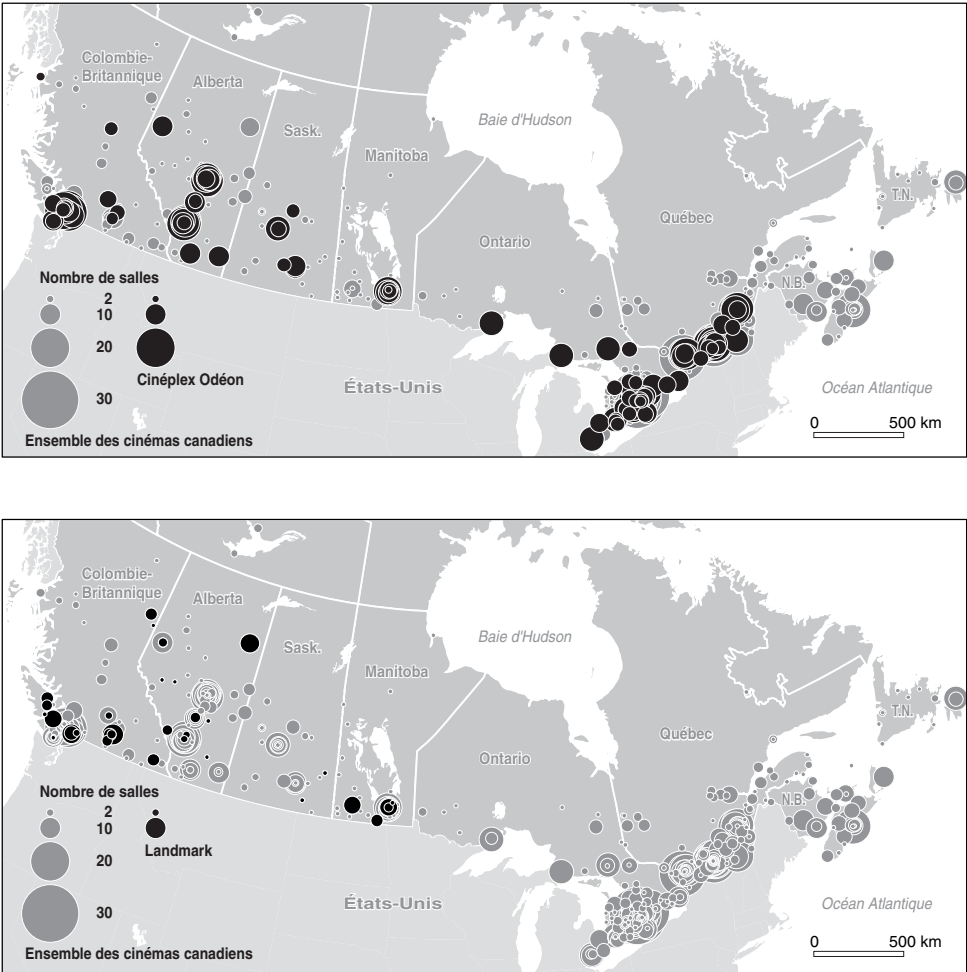 Colombie-
Britannique
Alberta
Sask.
Manitoba
Baie d'Hudson
Ontario
Québec
T.N.
N.B.
Nombre de salles
2
10
20
30
Cinéplex Odéon
Ensemble des cinémas canadiens
États-Unis
Océan Atlantique
0 500 km
Colombie-
Britannique
Alberta
Sask.
Manitoba
Baie d'Hudson
Ontario
Québec
T.N.
N.B.
Nombre de salles
2
10
20
30
Landmark
Ensemble des cinémas canadiens
États-Unis
Océan Atlantique
0 500 km